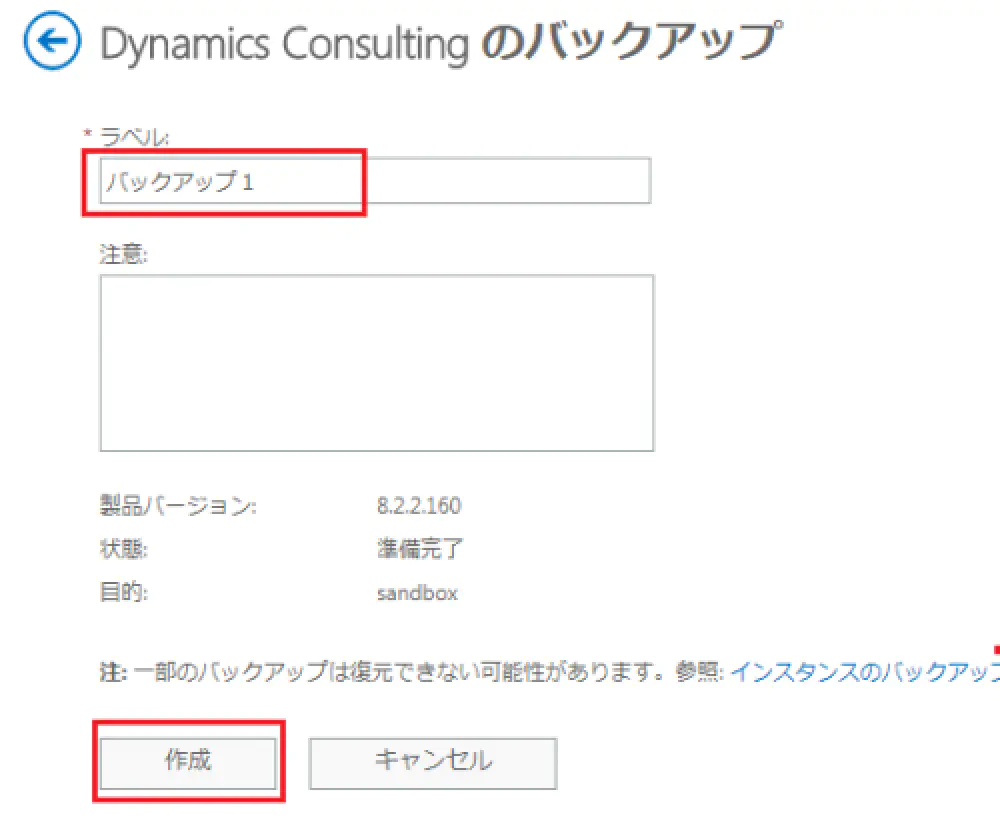 Dynamics Consulting のバックアップ
* ラベル:
バックアップ 1
注意:
製品バージョン: 8.2.2.160
状態: 準備完了
目的: sandbox
注: 一部のバックアップは復元できない可能性があります。参照: インスタンスのバックアップ
作成 キャンセル